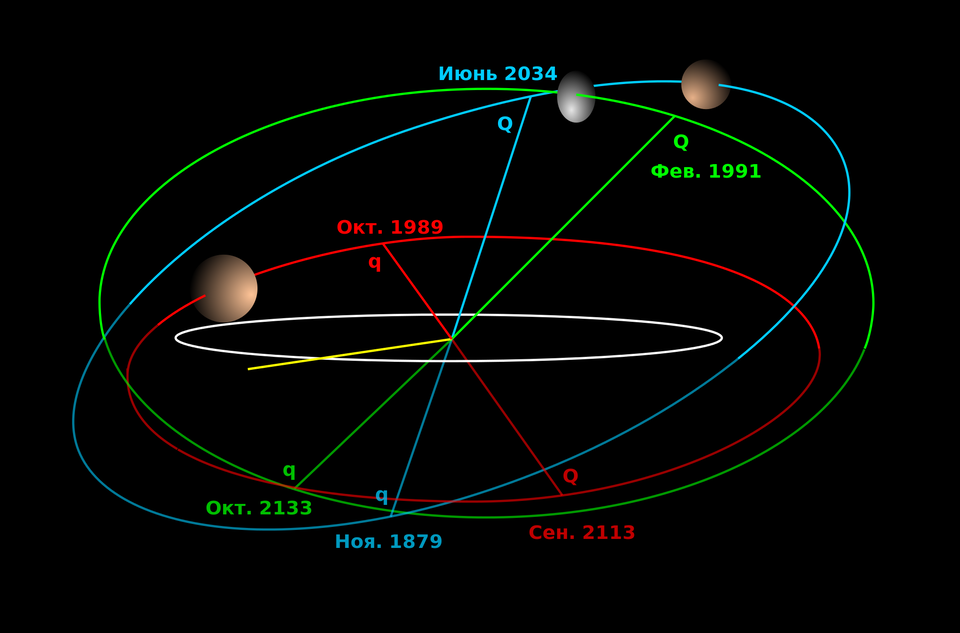 Июнь 2034
Q
Q
Фев. 1991
Окт. 1989
q
q
Окт. 2133
q
Ноя. 1879
Q
Сен. 2113